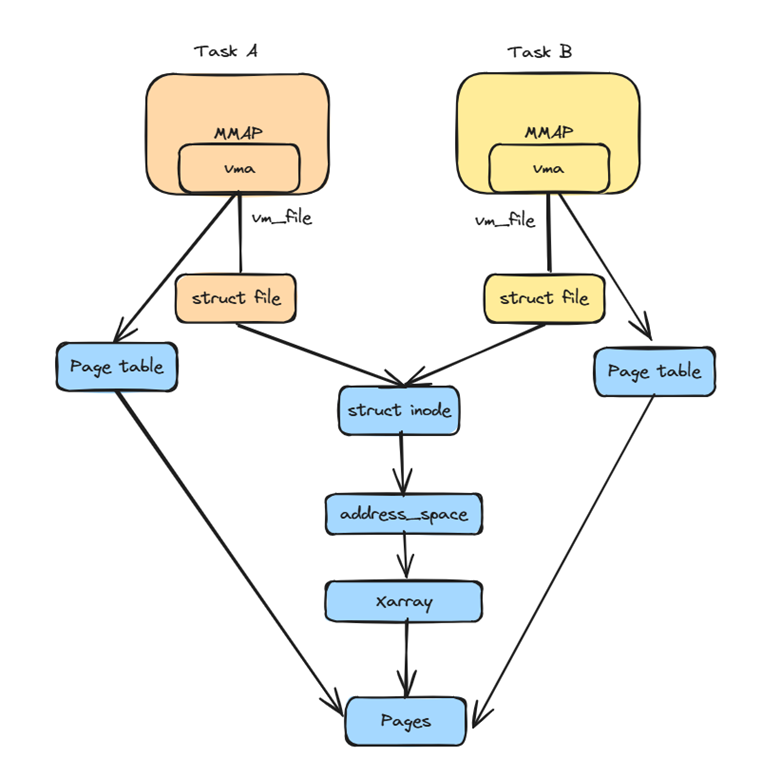 Task A
Task B
MMAP
MMAP
vma
vma
vm_file
vm_file
struct file
struct file
Page table
Page table
struct inode
address_space
Xarray
Pages